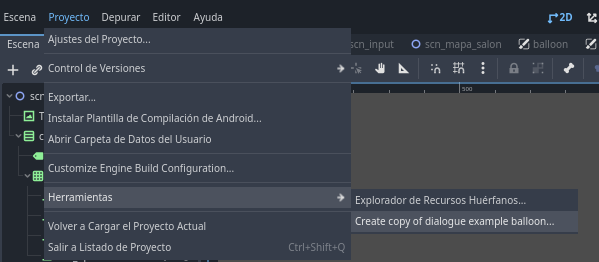 Escena Proyecto Depurar Editor Ayuda 2D
Escena
Ajustes del Proyecto...
scn_input scn_mapa_salon balloon
Control de Versiones
Exportar...
Instalar Plantilla de Compilación de Android...
500
Abrir Carpeta de Datos del Usuario
Customize Engine Build Configuration...
Herramientas
Explorador de Recursos Huérfanos...
Create copy of dialogue example balloon...
Volver a Cargar el Proyecto Actual
Salir a Listado de Proyecto Ctrl+Shift+Q